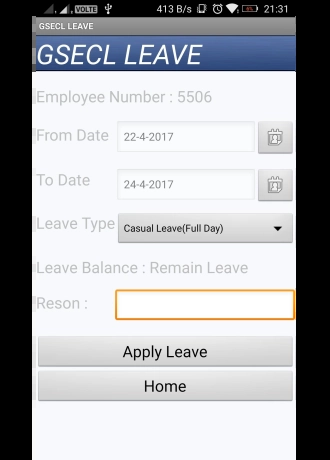 VOLTE 413 B/s 21:31
GSECL LEAVE
GSECL LEAVE
Employee Number : 5506
From Date 22-4-2017
To Date 24-4-2017
Leave Type Casual Leave(Full Day)
Leave Balance : Remain Leave
Reson :
Apply Leave
Home